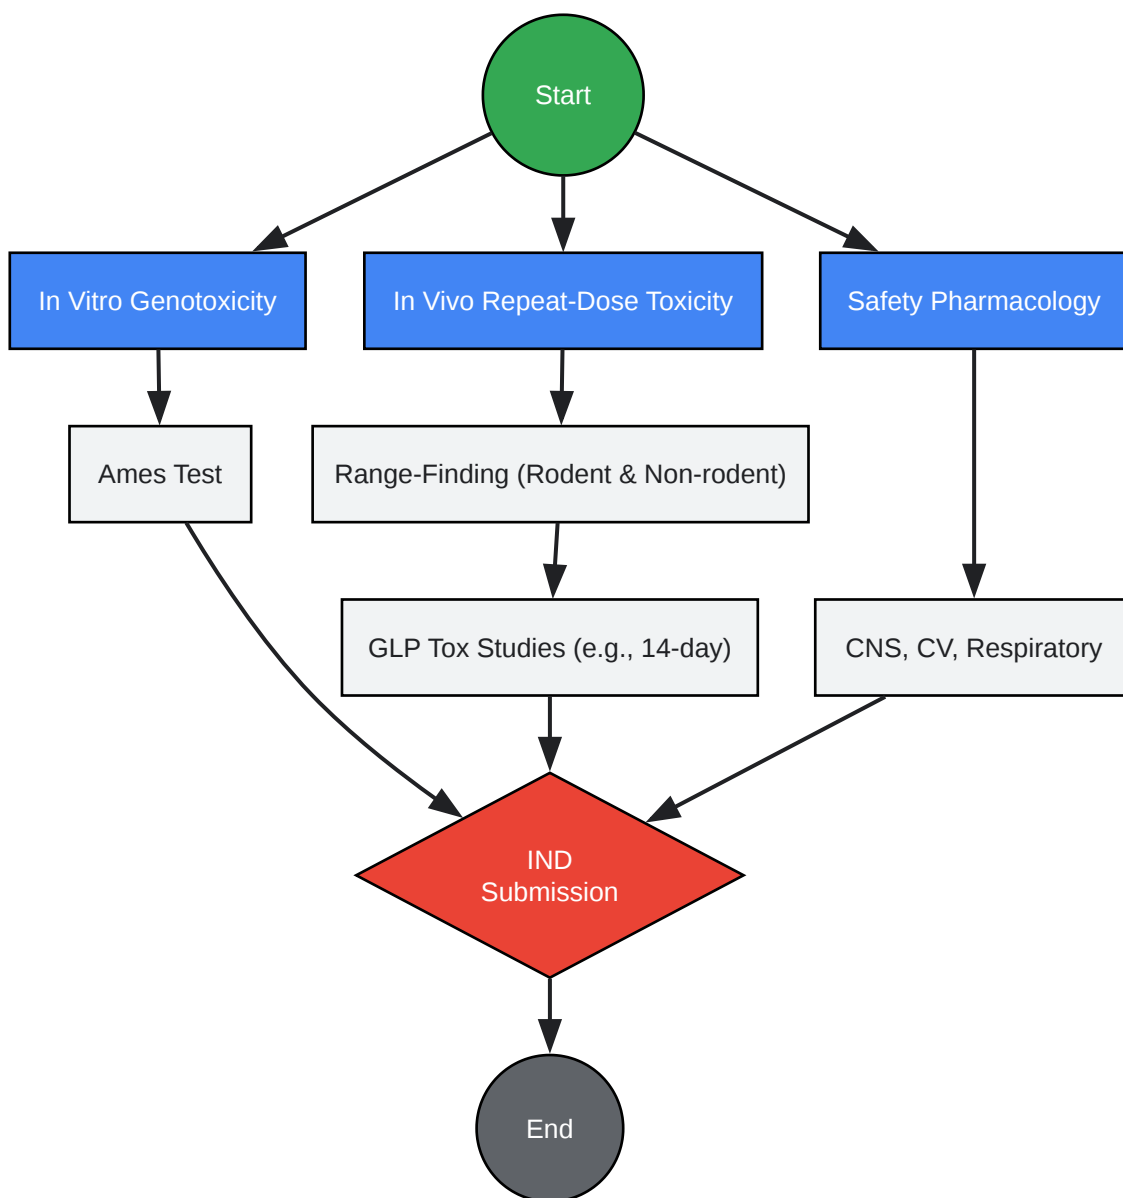 Start
In Vitro Genotoxicity
In Vivo Repeat-Dose Toxicity
Safety Pharmacology
Ames Test
Range-Finding (Rodent & Non-rodent)
GLP Tox Studies (e.g., 14-day)
CNS, CV, Respiratory
IND
Submission
End